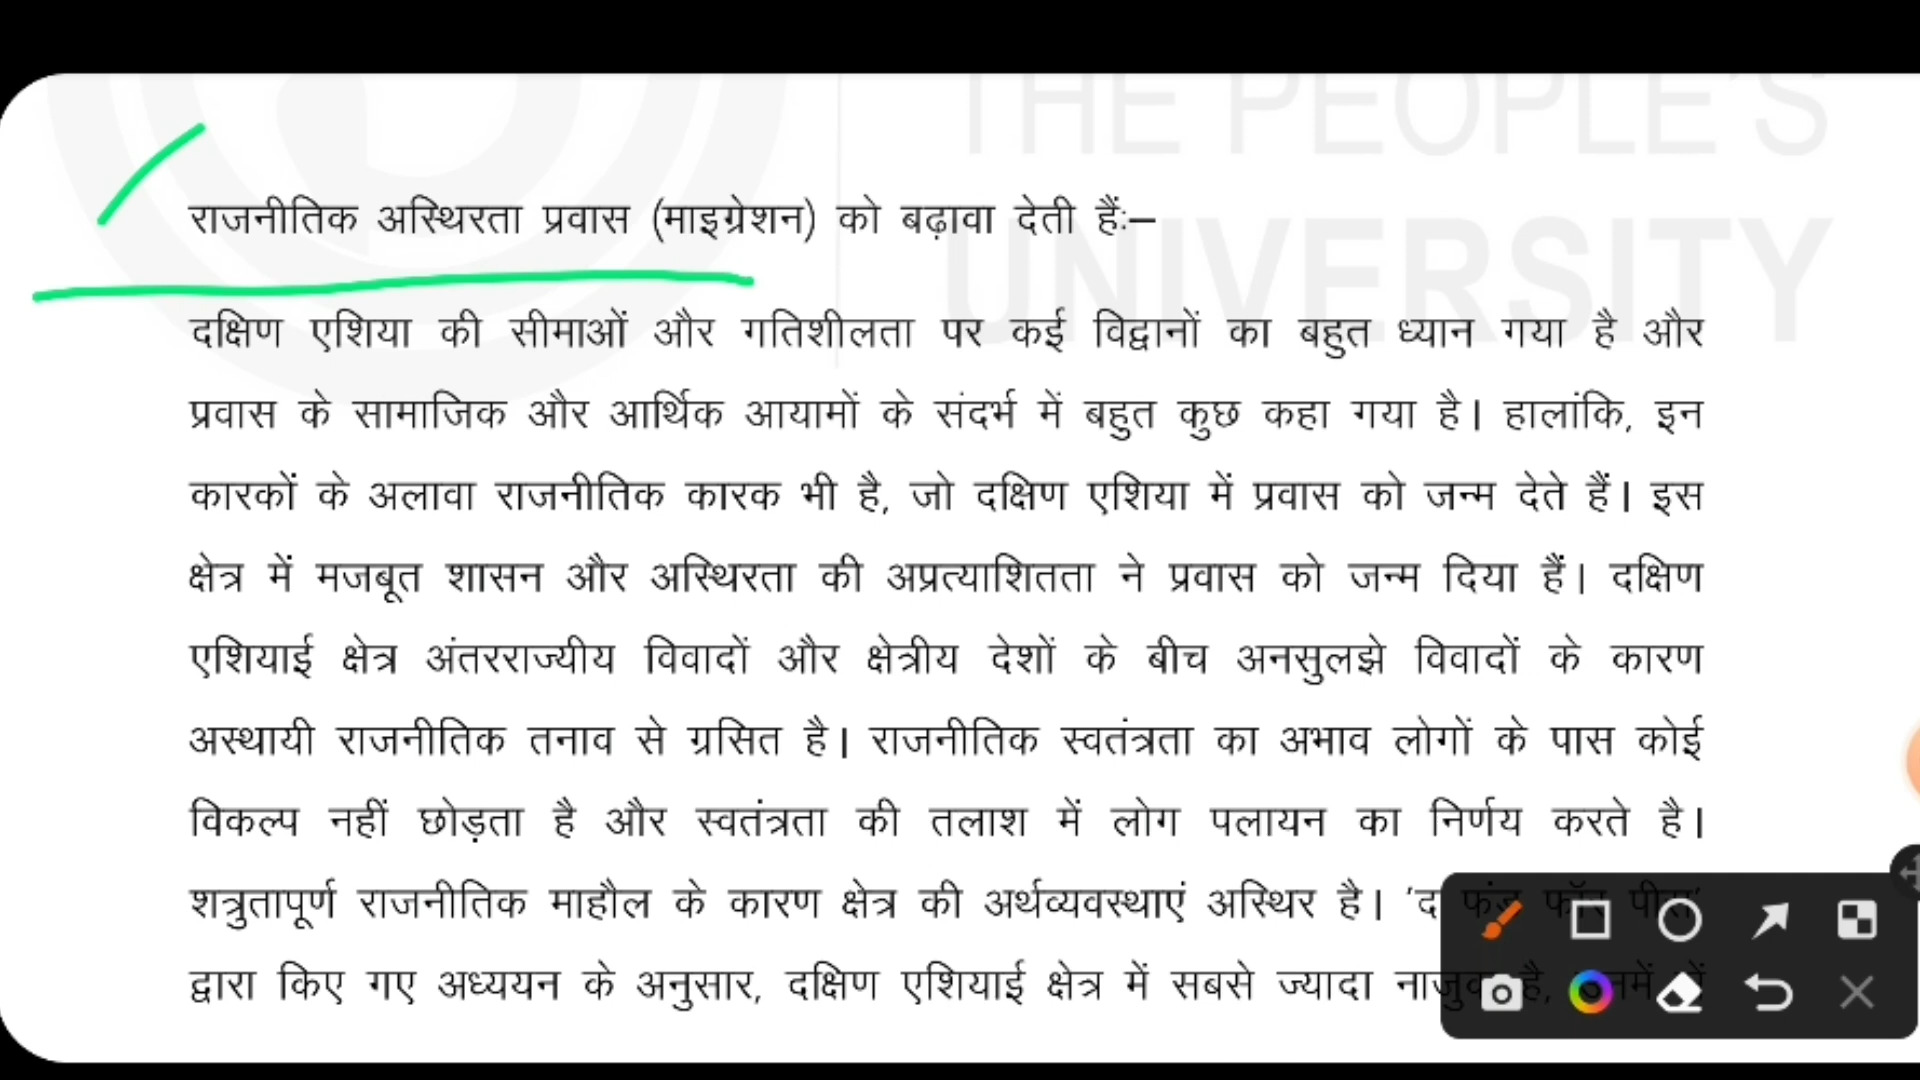 THE PEOPLE'S
UNIVERSITY
राजनीतिक अस्थिरता प्रवास (माइग्रेशन) को बढ़ावा देती हैंः–
दक्षिण एशिया की सीमाओं और गतिशीलता पर कई विद्वानों का बहुत ध्यान गया है और
प्रवास के सामाजिक और आर्थिक आयामों के संदर्भ में बहुत कुछ कहा गया है। हालांकि, इन
कारकों के अलावा राजनीतिक कारक भी है, जो दक्षिण एशिया में प्रवास को जन्म देते हैं। इस
क्षेत्र में मजबूत शासन और अस्थिरता की अप्रत्याशितता ने प्रवास को जन्म दिया हैं। दक्षिण
एशियाई क्षेत्र अंतरराज्यीय विवादों और क्षेत्रीय देशों के बीच अनसुलझे विवादों के कारण
अस्थायी राजनीतिक तनाव से ग्रसित है। राजनीतिक स्वतंत्रता का अभाव लोगों के पास कोई
विकल्प नहीं छोड़ता है और स्वतंत्रता की तलाश में लोग पलायन का निर्णय करते है।
शत्रुतापूर्ण राजनीतिक माहौल के कारण क्षेत्र की अर्थव्यवस्थाएं अस्थिर है। 'द फंड फॉर पीस'
द्वारा किए गए अध्ययन के अनुसार, दक्षिण एशियाई क्षेत्र में सबसे ज्यादा नाजुक है,